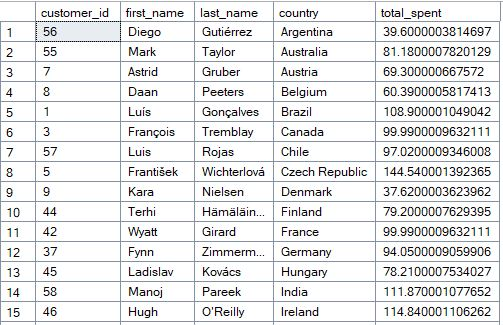 customer_id first_name last_name country total_spent
1 56 Diego Gutiérrez Argentina 39.6000003814697
2 55 Mark Taylor Australia 81.1800007820129
3 7 Astrid Gruber Austria 69.300000667572
4 8 Daan Peeters Belgium 60.3900005817413
5 1 Luís Gonçalves Brazil 108.900001049042
6 3 François Tremblay Canada 99.9900009632111
7 57 Luis Rojas Chile 97.0200009346008
8 5 František Wichterlová Czech Republic 144.540001392365
9 9 Kara Nielsen Denmark 37.6200003623962
10 44 Terhi Hämäläin... Finland 79.2000007629395
11 42 Wyatt Girard France 99.9900009632111
12 37 Fynn Zimmerm... Germany 94.0500009059906
13 45 Ladislav Kovács Hungary 78.2100007534027
14 58 Manoj Pareek India 111.870001077652
15 46 Hugh O'Reilly Ireland 114.840001106262